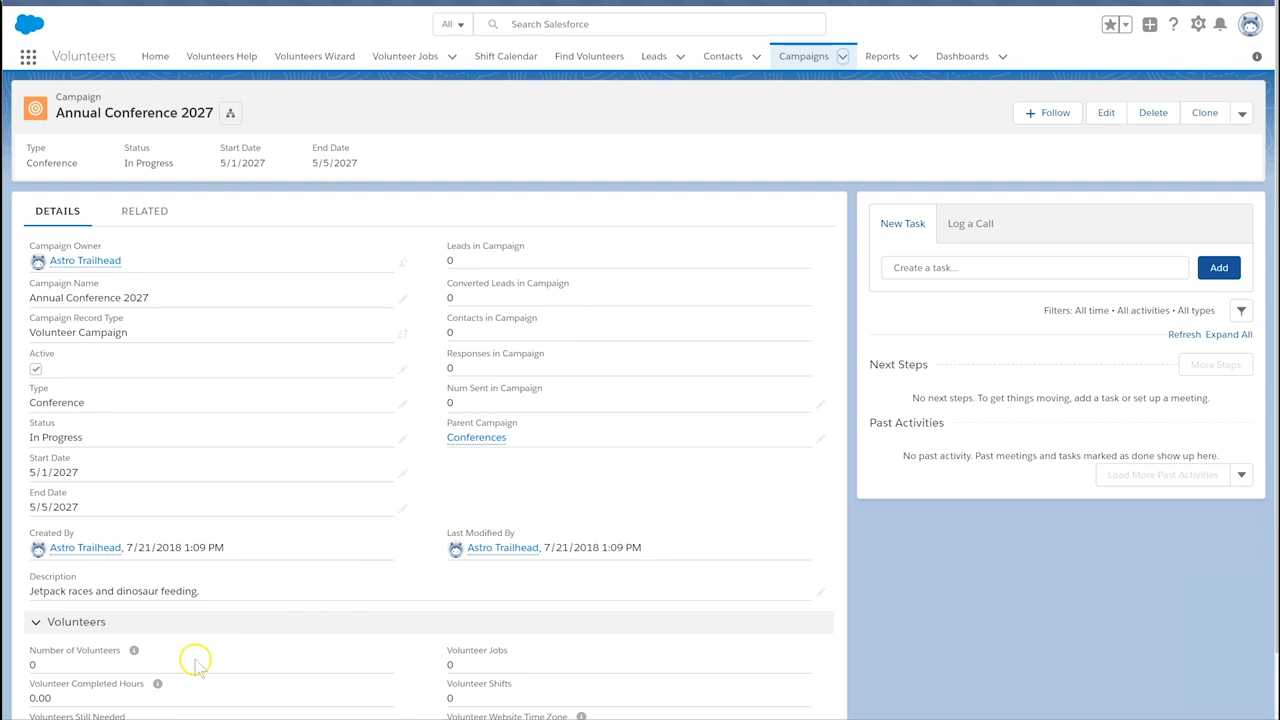 All
Search Salesforce
Volunteers
Home
Volunteers Help
Volunteers Wizard
Volunteer Jobs
Shift Calendar
Find Volunteers
Leads
Contacts
Campaigns
Reports
Dashboards
Campaign
Annual Conference 2027
+ Follow
Edit
Delete
Clone
Type
Status
Start Date
End Date
Conference
In Progress
5/1/2027
5/5/2027
DETAILS
RELATED
Campaign Owner
Astro Trailhead
Campaign Name
Annual Conference 2027
Campaign Record Type
Volunteer Campaign
Active
Type
Conference
Status
In Progress
Start Date
5/1/2027
End Date
5/5/2027
Created By
Astro Trailhead, 7/21/2018 1:09 PM
Description
Jetpack races and dinosaur feeding.
Leads in Campaign
0
Converted Leads in Campaign
0
Contacts in Campaign
0
Responses in Campaign
0
Num Sent in Campaign
0
Parent Campaign
Conferences
Last Modified By
Astro Trailhead, 7/21/2018 1:09 PM
Volunteers
Number of Volunteers
0
Volunteer Completed Hours
0.00
Volunteers Still Needed
Volunteer Jobs
0
Volunteer Shifts
0
Volunteer Website Time Zone
New Task
Log a Call
Create a task...
Add
Filters: All time • All activities • All types
Refresh Expand All
Next Steps
More Steps
No next steps. To get things moving, add a task or set up a meeting.
Past Activities
No past activity. Past meetings and tasks marked as done show up here.
Load More Past Activities